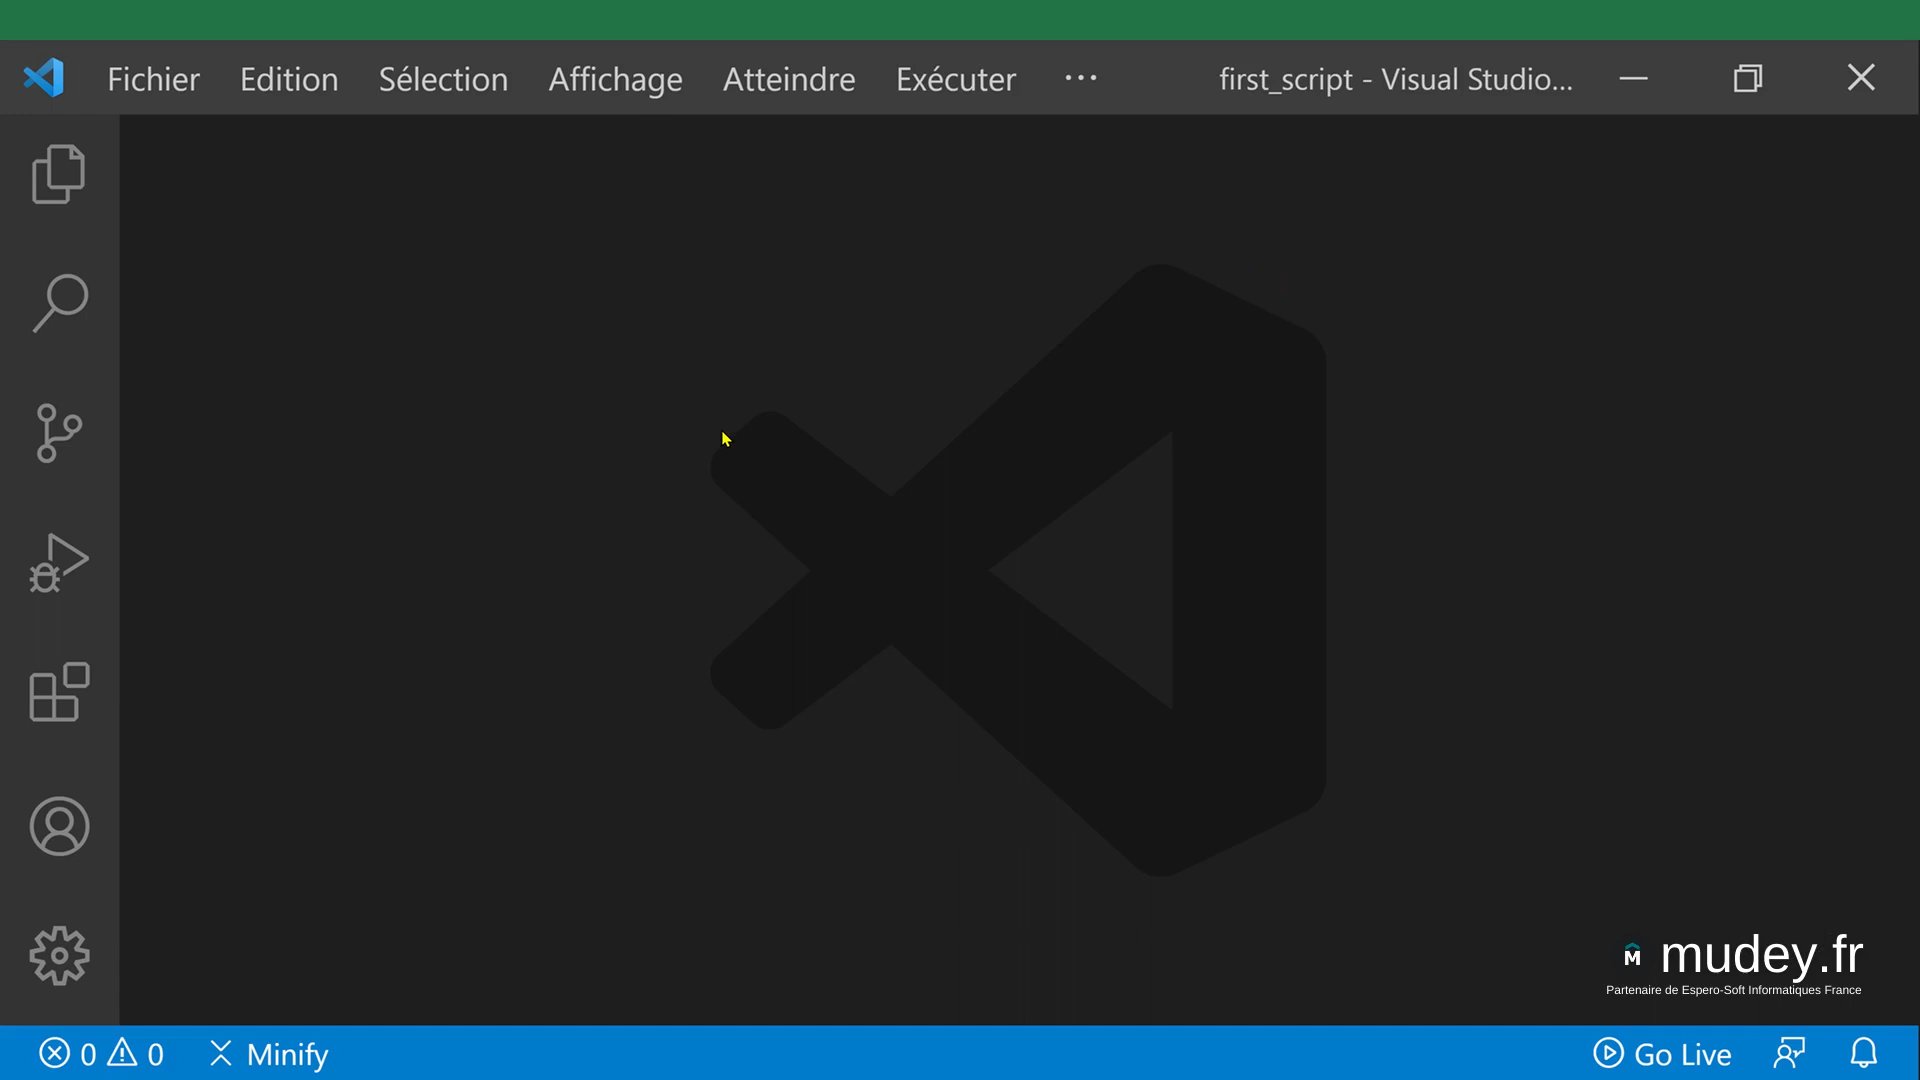 Fichier Edition Sélection Affichage Atteindre Exécuter ··· first_script - Visual Studio...
M mudey.fr
Partenaire de Espero-Soft Informatiques France
0 0 Minify Go Live